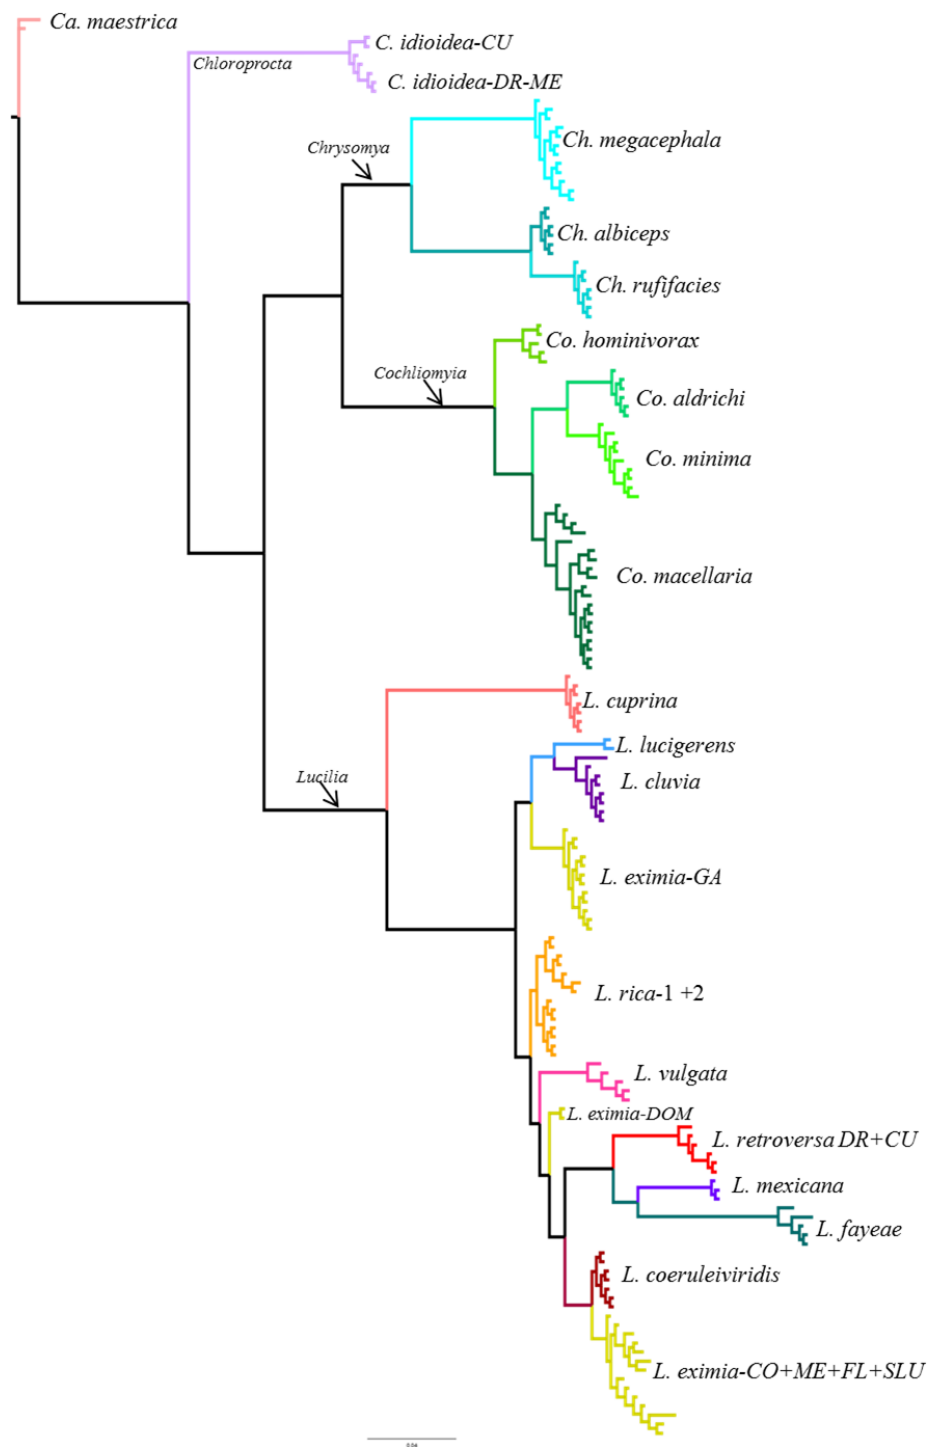 Ca. maestrica
C. idioidea-CU
Chloroprocta
C. idioidea-DR-ME
Ch. megacephala
Chrysomya
Ch. albiceps
Ch. rufifacies
Co. hominivorax
Cochliomyia
Co. aldrichi
Co. minima
Co. macellaria
L. cuprina
L. lucigerens
Lucilia
L. cluvia
L. eximia-GA
L. rica-1 +2
L. vulgata
L. eximia-DOM
L. retroversa DR+CU
L. mexicana
L. fayeae
L. coeruleiviridis
L. eximia-CO+ME+FL+SLU
0.04